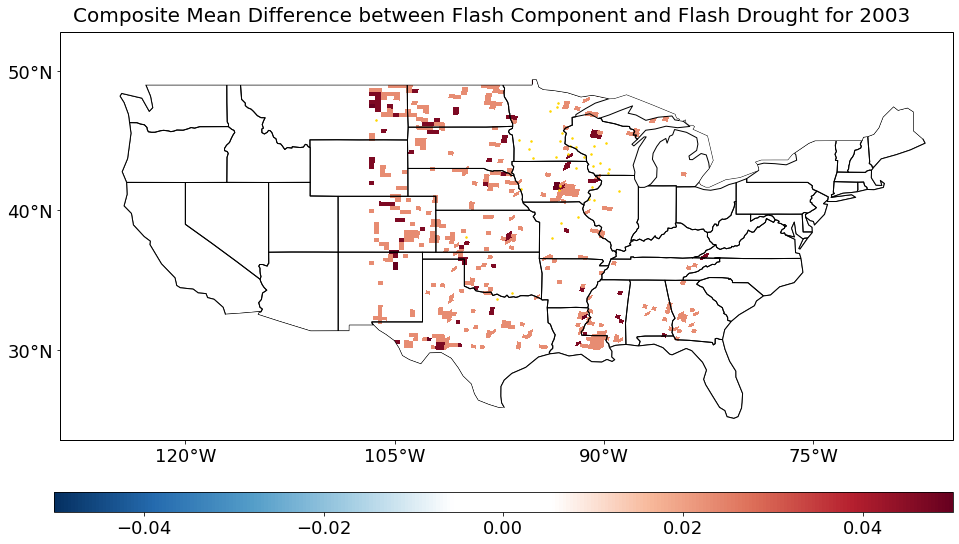 Composite Mean Difference between Flash Component and Flash Drought for 2003
50°N
40°N
30°N
120°W 105°W 90°W 75°W
−0.04 −0.02 0.00 0.02 0.04